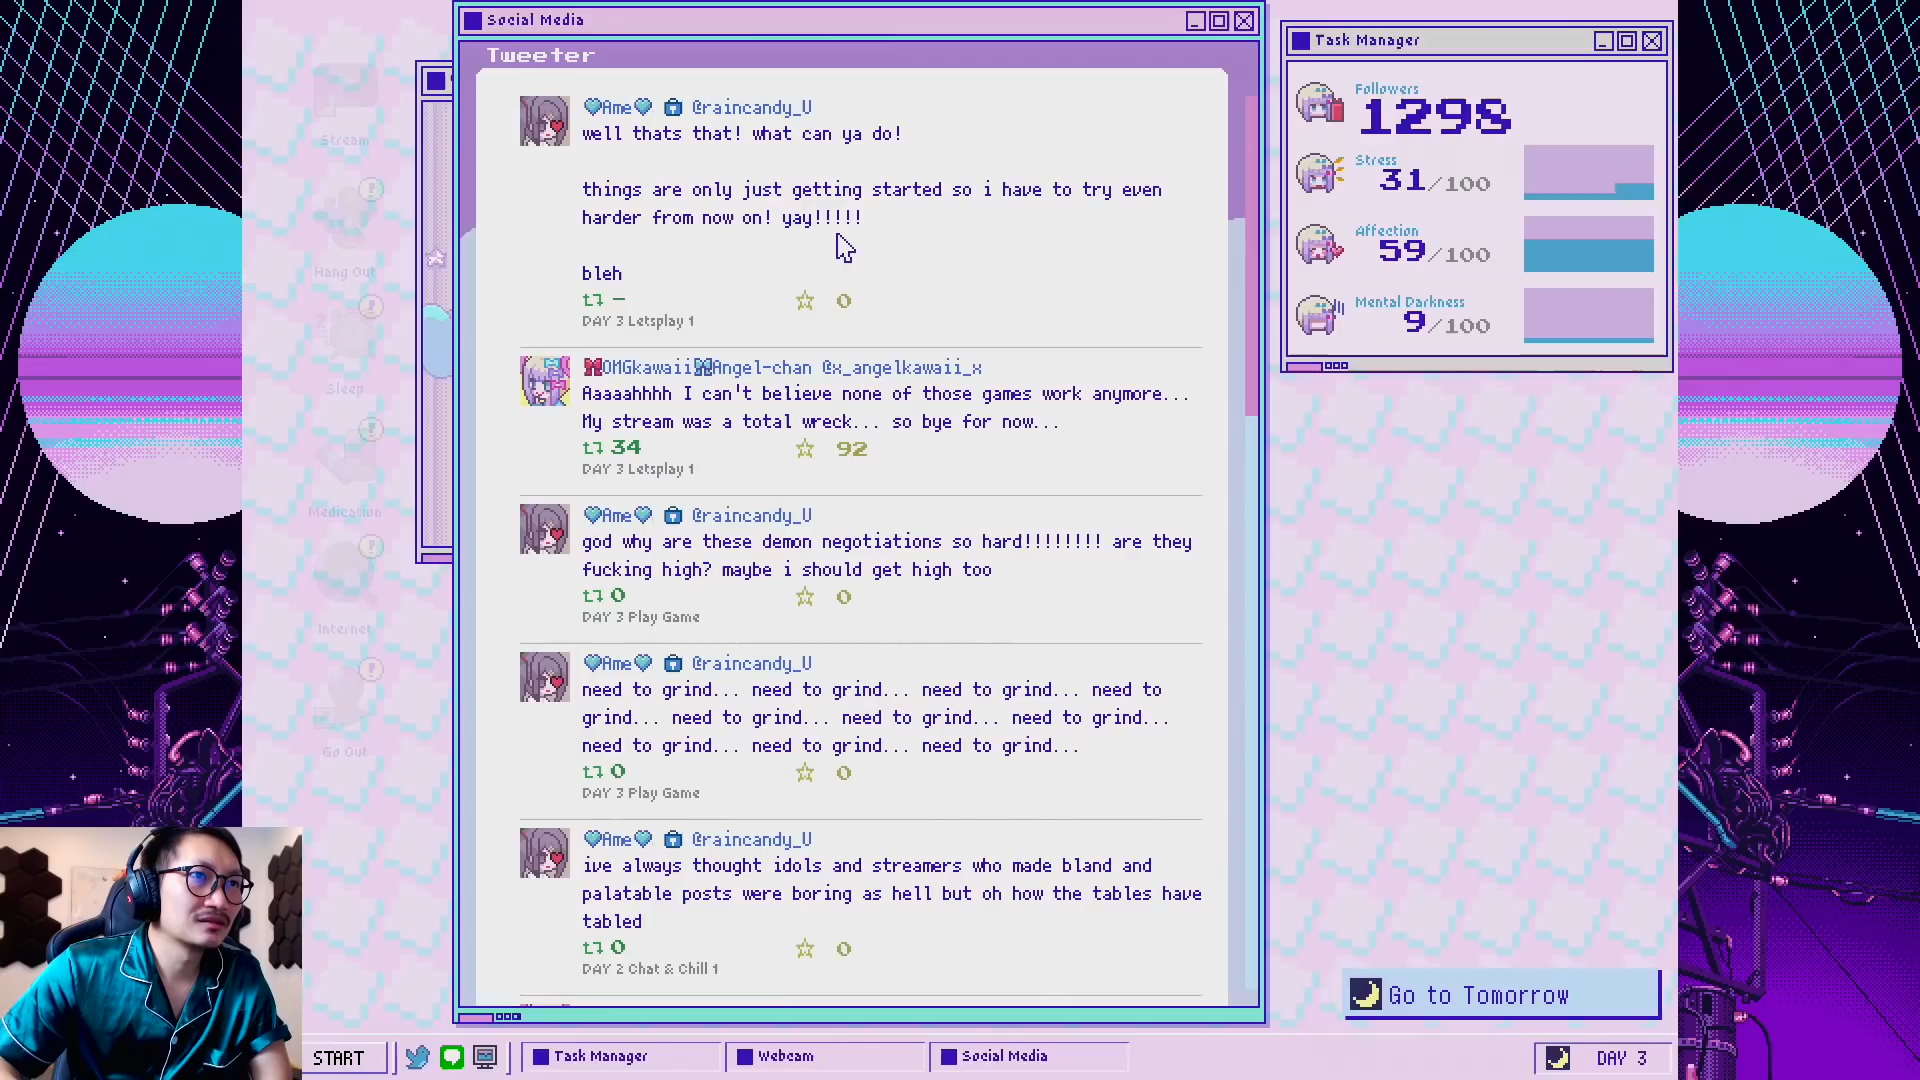 Social Media
Tweeter
Ame @raincandy_U
well thats that! what can ya do!
things are only just getting started so i have to try even
harder from now on! yay!!!!!
bleh
— 0
DAY 3 Letsplay 1
OMGkawaiiAngel-chan @x_angelkawaii_x
Aaaaahhhh I can't believe none of those games work anymore...
My stream was a total wreck... so bye for now...
34 92
DAY 3 Letsplay 1
Ame @raincandy_U
god why are these demon negotiations so hard!!!!!!!! are they
fucking high? maybe i should get high too
0 0
DAY 3 Play Game
Ame @raincandy_U
need to grind... need to grind... need to grind... need to
grind... need to grind... need to grind... need to grind...
need to grind... need to grind... need to grind...
0 0
DAY 3 Play Game
Ame @raincandy_U
ive always thought idols and streamers who made bland and
palatable posts were boring as hell but oh how the tables have
tabled
0 0
DAY 2 Chat & Chill 1
Task Manager
Followers
1298
Stress
31/100
Affection
59/100
Mental Darkness
9/100
Stream
Hang Out
Sleep
Medication
Internet
Go Out
Go to Tomorrow
START
Task Manager
Webcam
Social Media
DAY 3